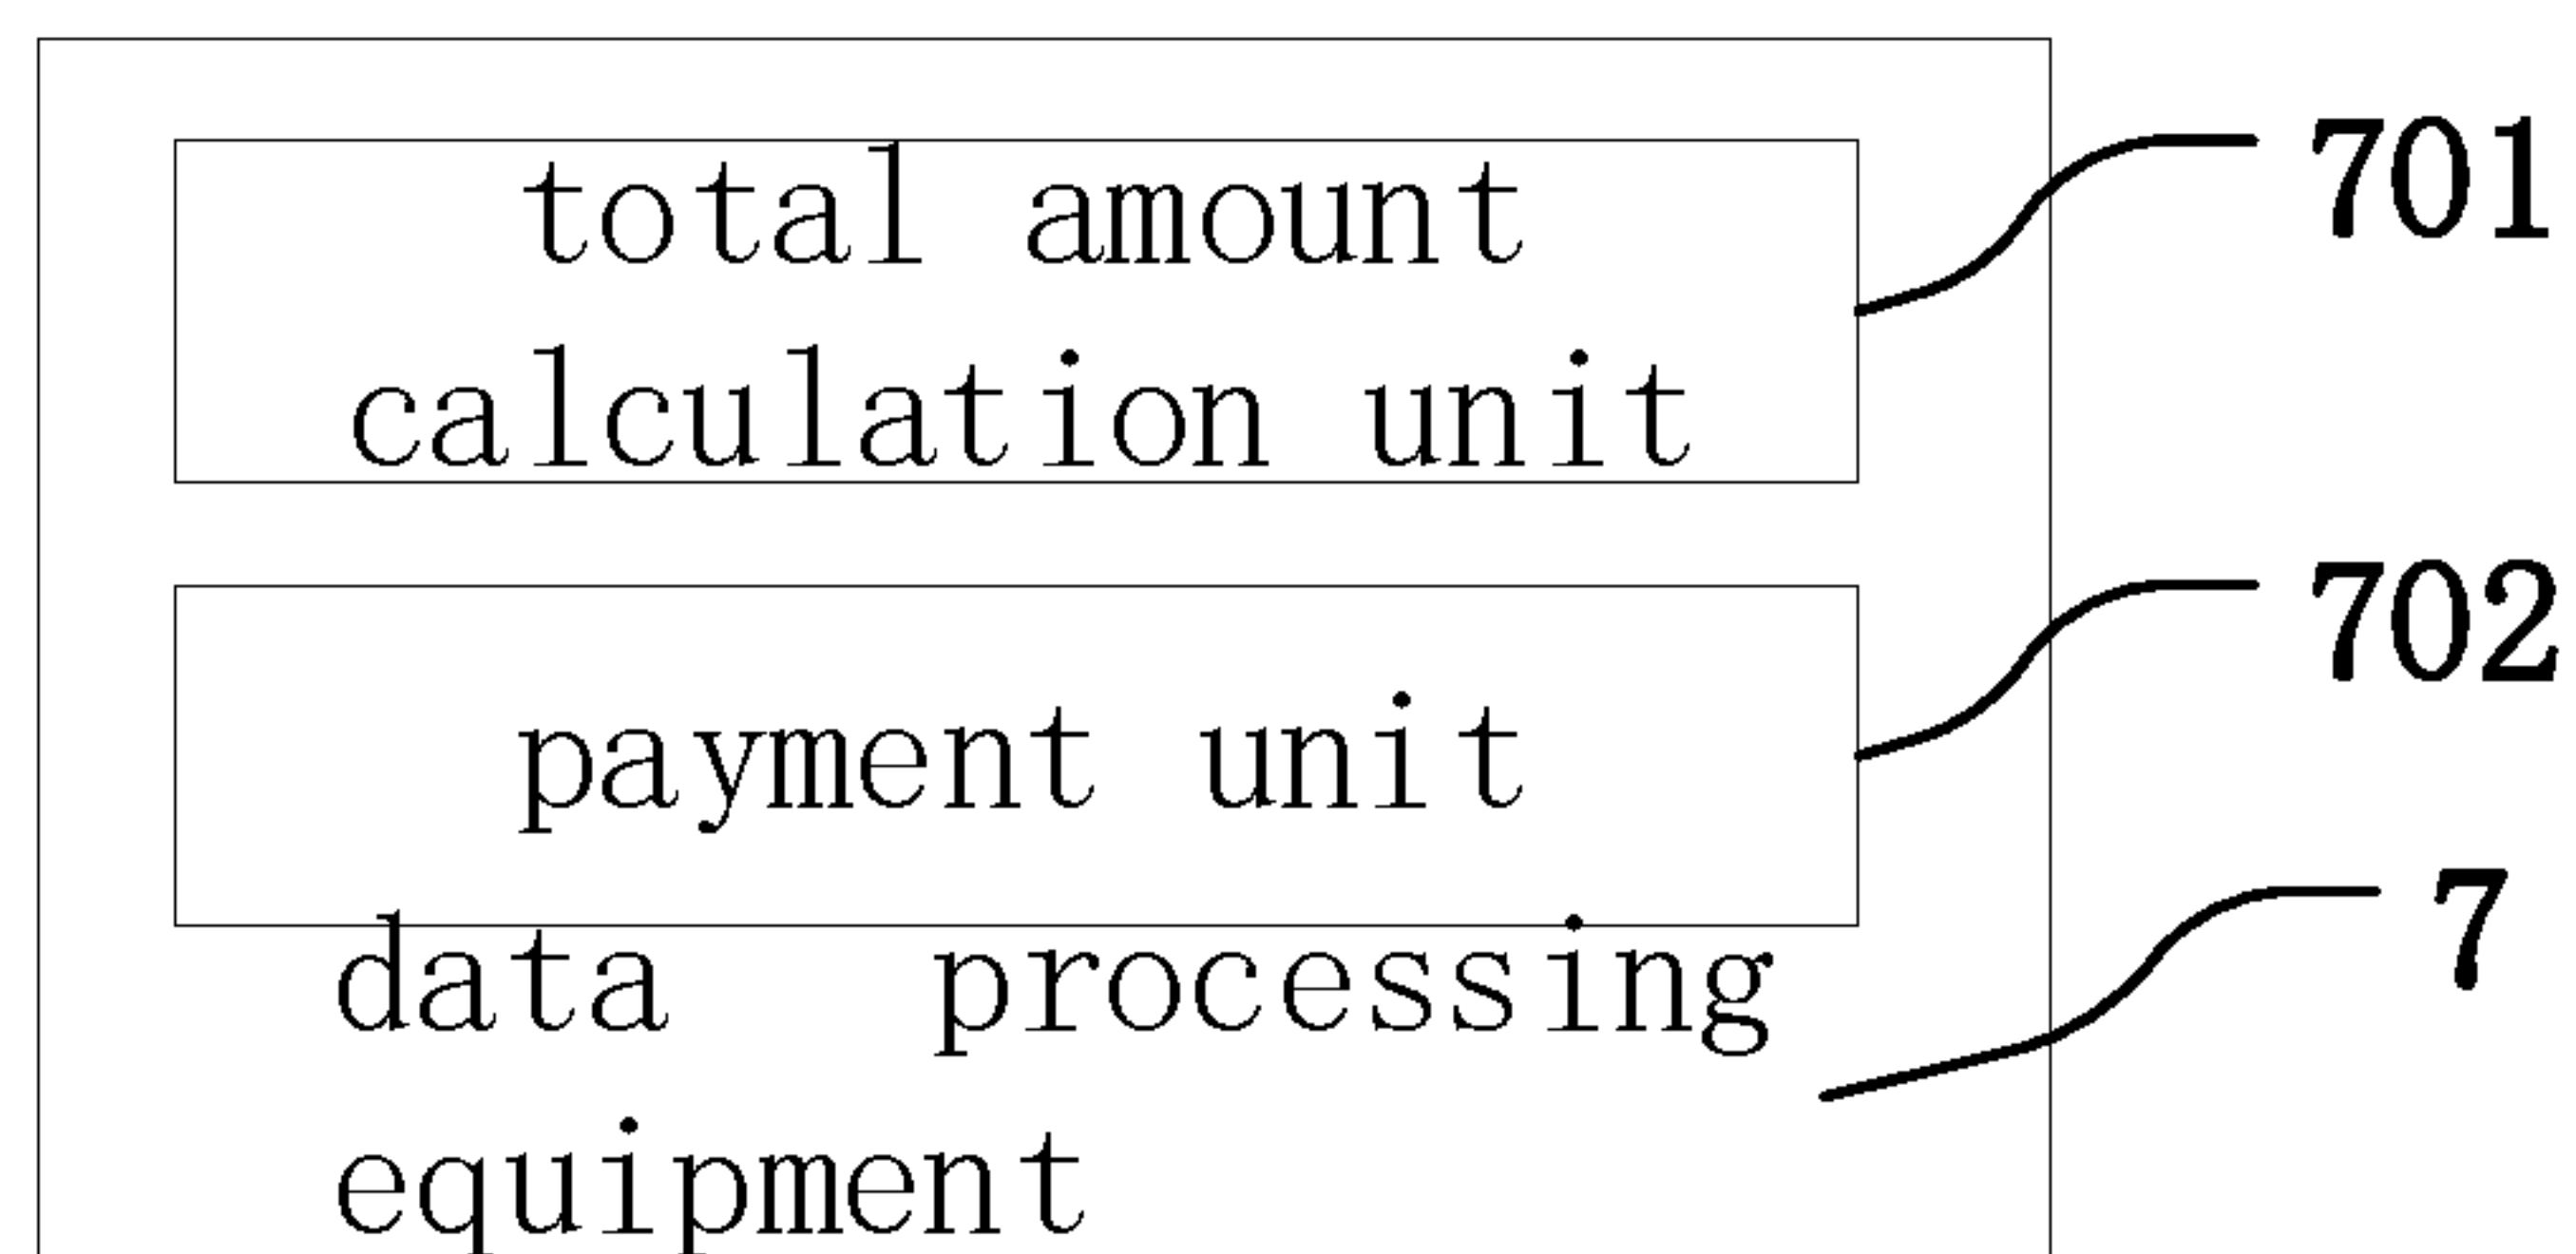 total amount
calculation unit
701
payment unit
702
data processing
equipment
7